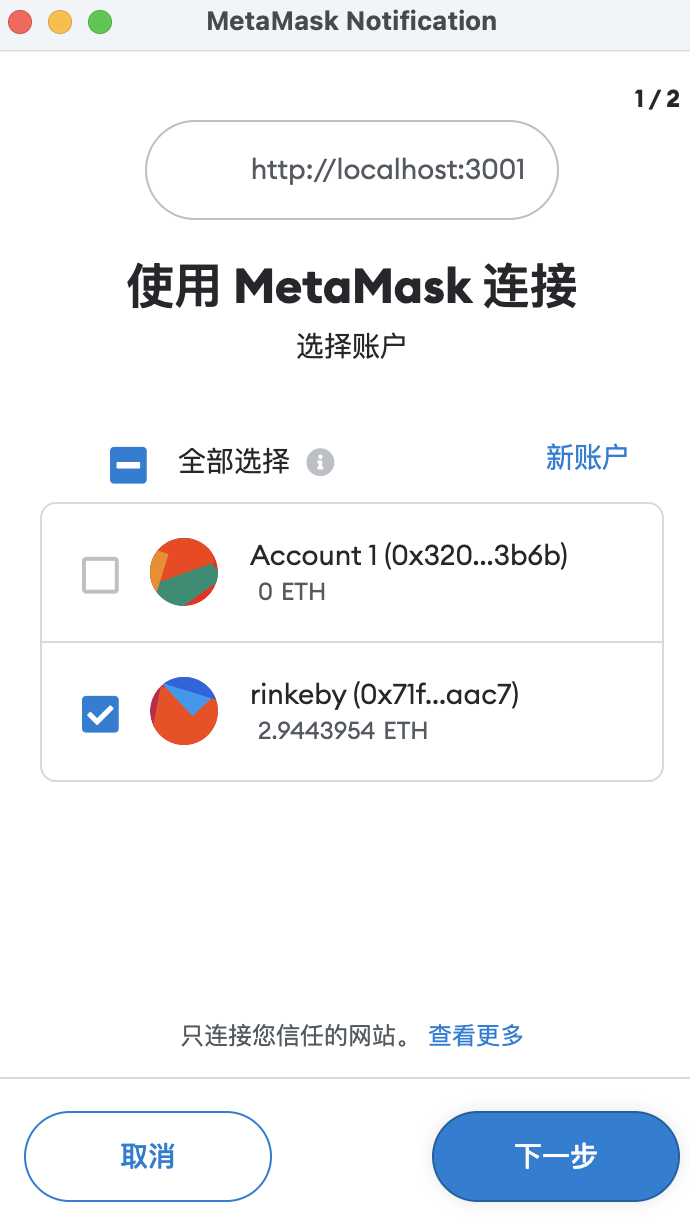 MetaMask Notification
1 / 2
http://localhost:3001
使用 MetaMask 连接
选择账户
全部选择
新账户
Account 1 (0x320...3b6b)
0 ETH
rinkeby (0x71f...aac7)
2.9443954 ETH
只连接您信任的网站。 查看更多
取消
下一步